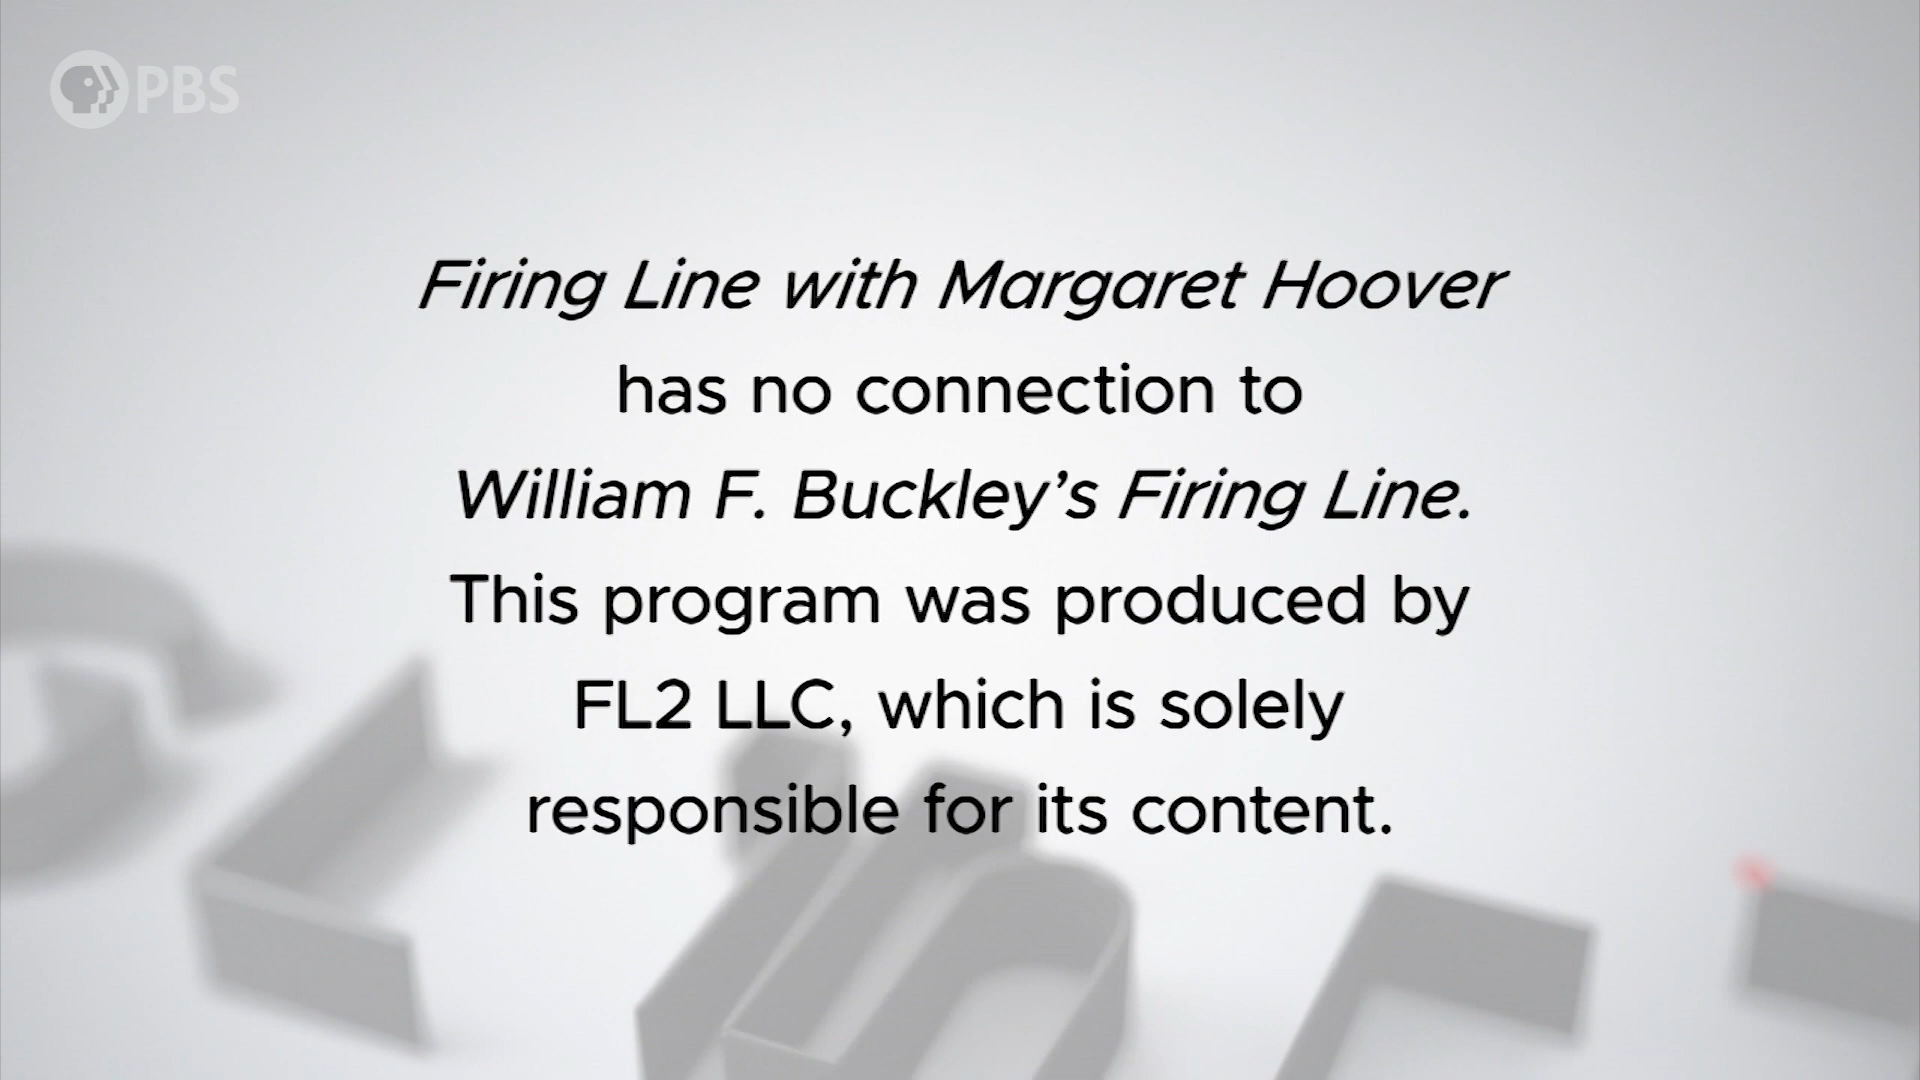 PBS
Firing Line with Margaret Hoover
has no connection to
William F. Buckley’s Firing Line.
This program was produced by
FL2 LLC, which is solely
responsible for its content.